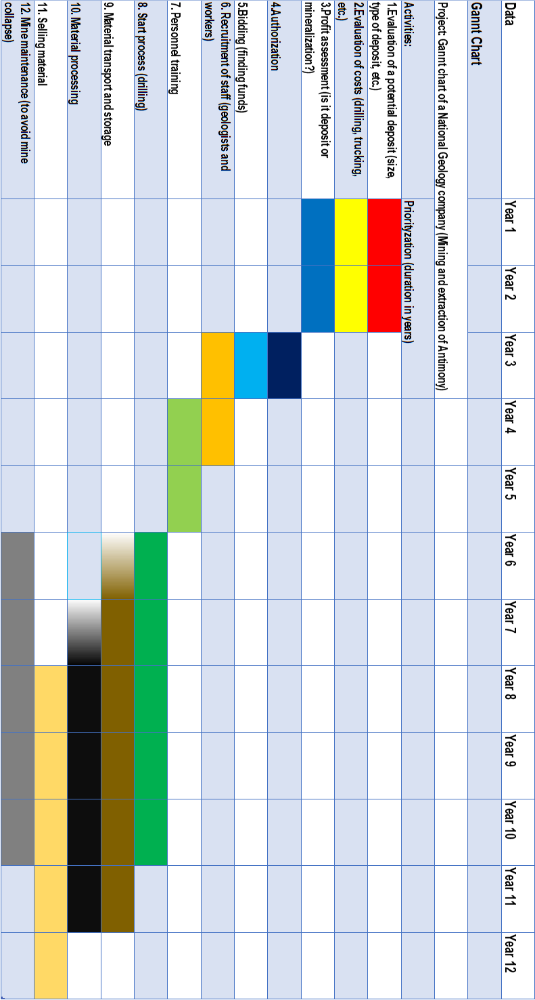 Data
Year 1
Year 2
Year 3
Year 4
Year 5
Year 6
Year 7
Year 8
Year 9
Year 10
Year 11
Year 12
Gannt Chart
Project: Gannt chart of a National Geology company (Mining and extraction of Antimony)
Activities:
Priorityzation (duration in years)
1.Evaluation of a potential deposit (size,
type of deposit, etc.)
2.Evaluation of costs (drilling, trucking,
etc.)
3.Profit assessment (is it deposit or
mineralization?)
4.Authorization
5.Bidding (finding funds)
6. Recruitment of staff (geologists and
workers)
7. Personnel training
8. Start process (drilling)
9. Material transport and storage
10. Material processing
11. Selling material
12. Mine maintenance (to avoid mine
collapse)